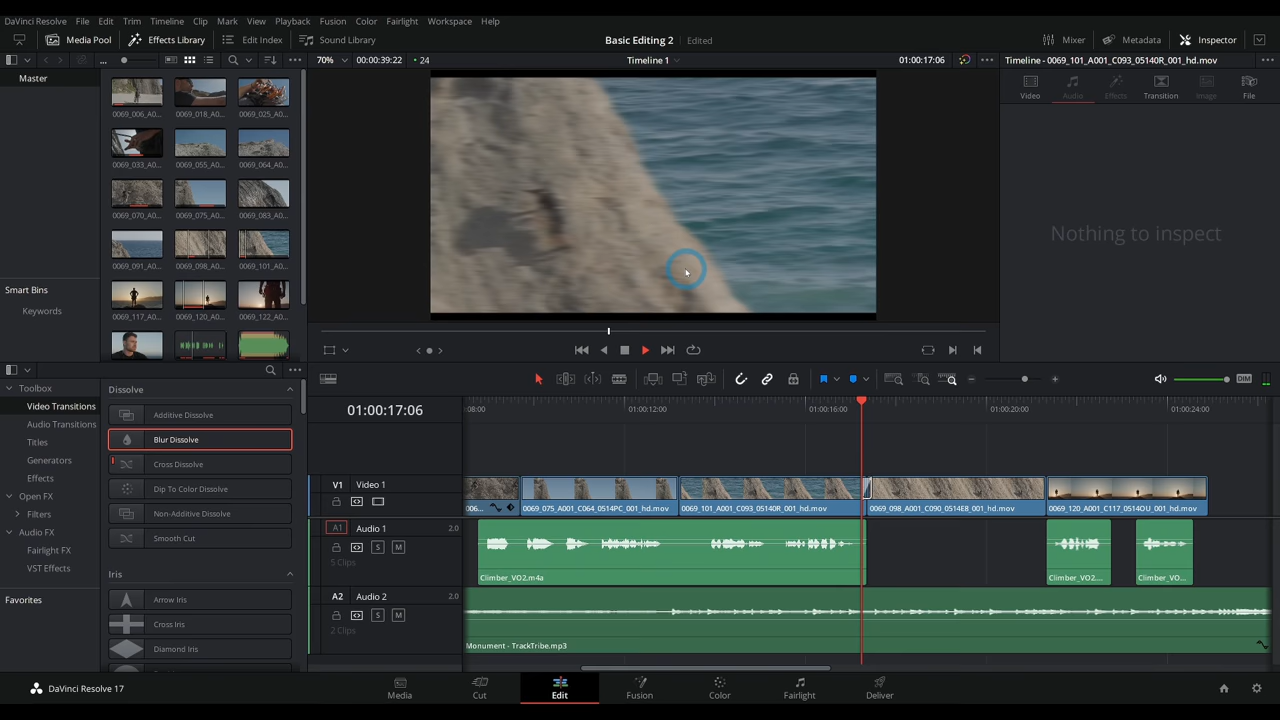 DaVinci Resolve File Edit Trim Timeline Clip Mark View Playback Fusion Color Fairlight Workspace Help
Media Pool Effects Library Edit Index Sound Library Basic Editing 2 Edited Mixer Metadata Inspector
... 70% 00:00:39:22 • 24 Timeline 1 01:00:17:06 Timeline - 0069_101_A001_C093_05140R_001_hd.mov
Master
Video Audio Effects Transition Image File
0069_006_A0... 0069_018_A0... 0069_025_A0...
0069_033_A0... 0069_055_A0... 0069_064_A0...
0069_070_A0... 0069_075_A0... 0069_083_A0...
Nothing to inspect
0069_091_A0... 0069_098_A0... 0069_101_A0...
Smart Bins
Keywords
0069_117_A0... 0069_120_A0... 0069_122_A0...
Toolbox
Video Transitions
Audio Transitions
Titles
Generators
Effects
Open FX
Filters
Audio FX
Fairlight FX
VST Effects
Favorites
Dissolve
Additive Dissolve
Blur Dissolve
Cross Dissolve
Dip To Color Dissolve
Non-Additive Dissolve
Smooth Cut
Iris
Arrow Iris
Cross Iris
Diamond Iris
DIM
01:00:17:06
:08:00 01:00:12:00 01:00:16:00 01:00:20:00 01:00:24:00
V1 Video 1
006... 0069_075_A001_C064_0514PC_001_hd.mov 0069_101_A001_C093_05140R_001_hd.mov 0069_098_A001_C090_0514E8_001_hd.mov 0069_120_A001_C117_0514OU_001_hd.mov
A1 Audio 1 2.0
S M
5 Clips
Climber_VO2.m4a Climber_VO2.... Climber_VO...
A2 Audio 2 2.0
S M
2 Clips
Monument - TrackTribe.mp3
DaVinci Resolve 17
Media Cut Edit Fusion Color Fairlight Deliver